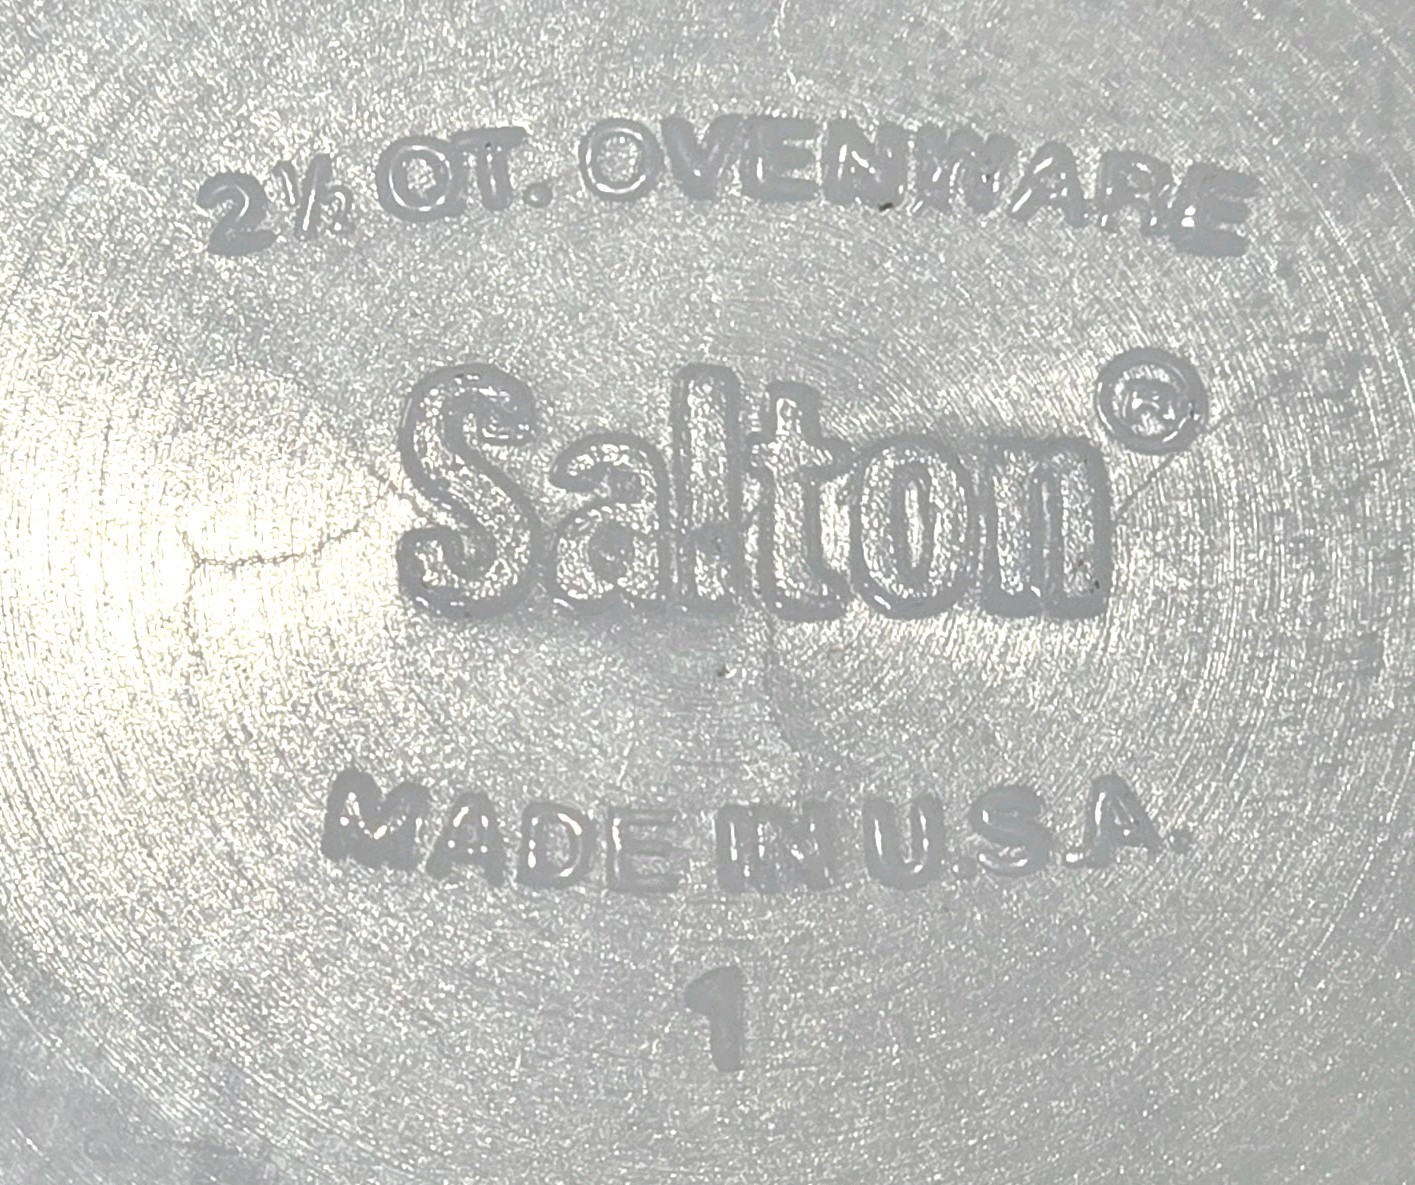 2½ QT. OVENWARE
Salton®
MADE IN U.S.A.
1